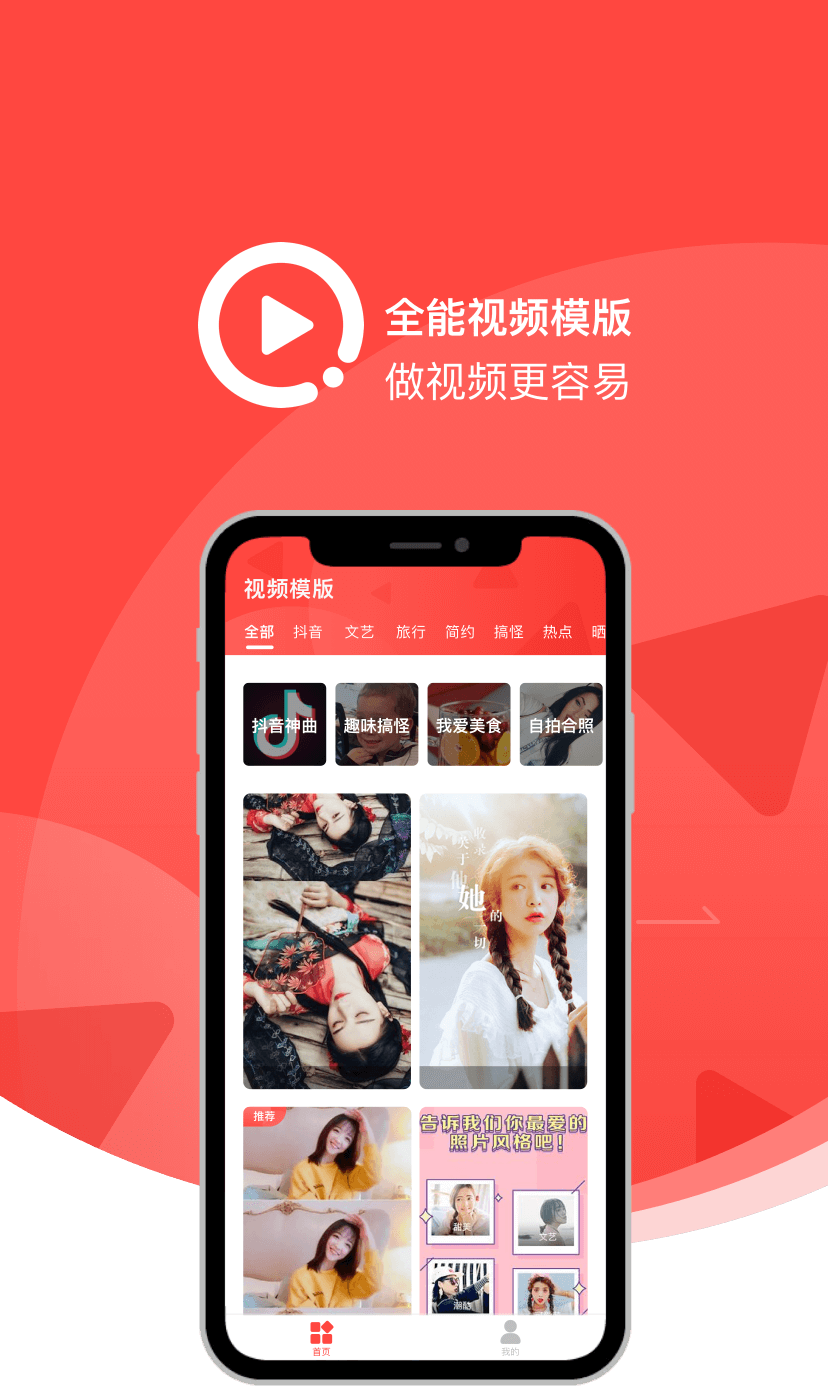 全能视频模版
做视频更容易
视频模版
全部 抖音 文艺 旅行 简约 搞怪 热点 晒
抖音神曲 趣味搞怪 我爱美食 自拍合照
收录
关于
他
她
的
一切
推荐
告诉我们你最爱的
照片风格吧!
甜美
文艺
潮酷
首页 我的